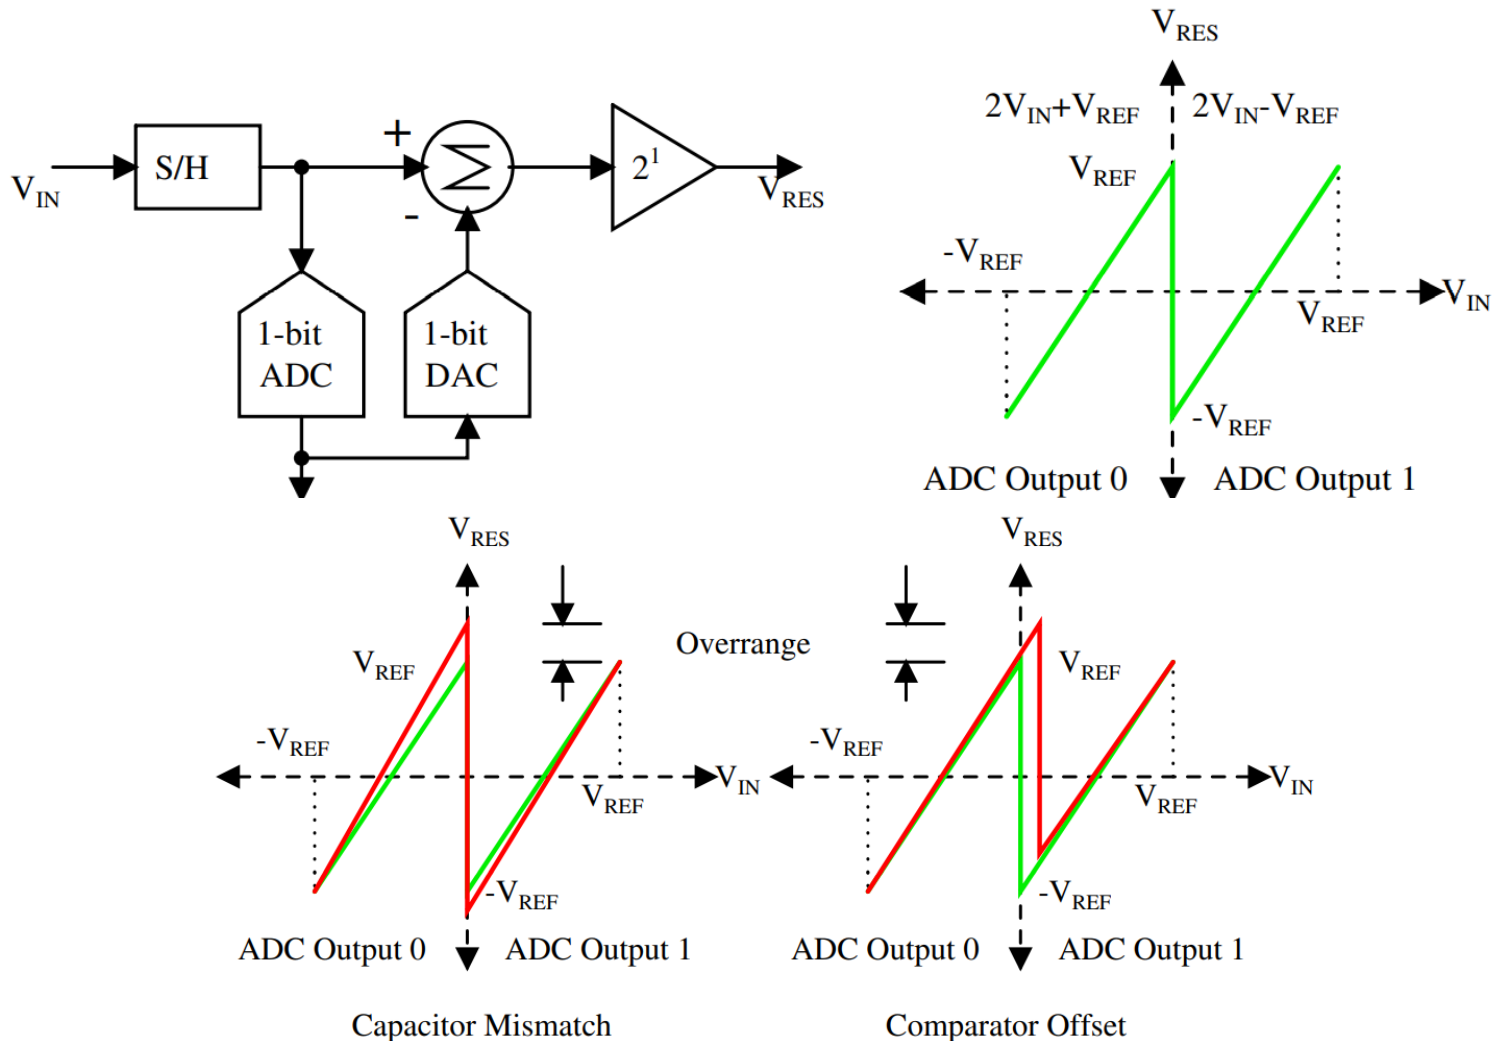 V_IN
S/H
+
-
Σ
2^1
V_RES
1-bit
ADC
1-bit
DAC
V_RES
2V_IN+V_REF
2V_IN-V_REF
V_REF
-V_REF
V_IN
V_REF
-V_REF
ADC Output 0
ADC Output 1
V_RES
V_REF
-V_REF
V_IN
V_REF
-V_REF
ADC Output 0
ADC Output 1
Capacitor Mismatch
Overrange
V_RES
V_REF
-V_REF
V_IN
V_REF
-V_REF
ADC Output 0
ADC Output 1
Comparator Offset